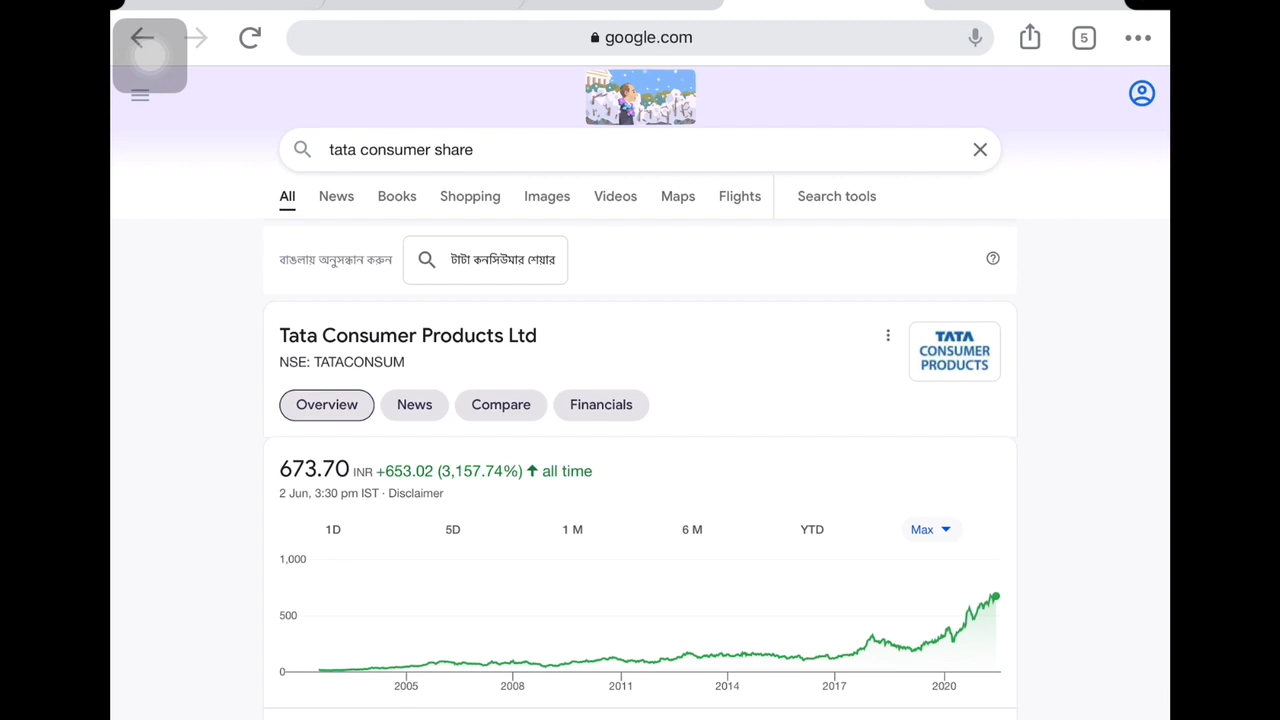 google.com
5
tata consumer share
All News Books Shopping Images Videos Maps Flights Search tools
বাঙলায় অনুসন্ধান করুন টাটা কনসিউমার শেয়ার
Tata Consumer Products Ltd
NSE: TATACONSUM
TATA
CONSUMER
PRODUCTS
Overview News Compare Financials
673.70 INR +653.02 (3,157.74%) ↑ all time
2 Jun, 3:30 pm IST · Disclaimer
1D 5D 1 M 6 M YTD Max
1,000
500
0
2005 2008 2011 2014 2017 2020